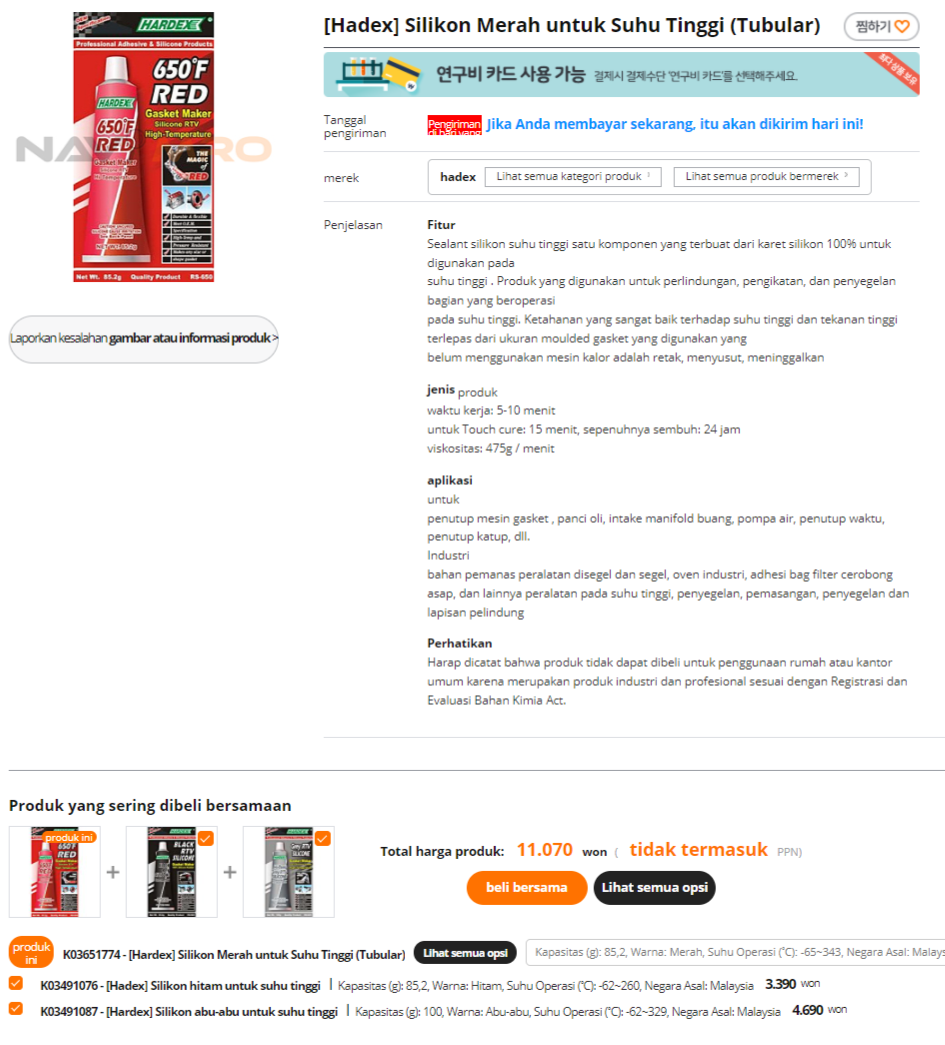 [Hadex] Silikon Merah untuk Suhu Tinggi (Tubular)
찜하기
연구비 카드 사용 가능 결제시 결제수단 '연구비 카드'를 선택해주세요.
HARDEX
Professional Adhesive & Silicone Products
650°F
RED
Gasket Maker
Silicone RTV
High-Temperature
HARDEX
650°F
RED
Gasket Maker
Silicone RTV
THE MAGIC of RED
NET WT. 85.2g
Net Wt. 85.2g Quality Product RS-650
Laporkan kesalahan gambar atau informasi produk >
Tanggal pengiriman
Pengiriman
Jika Anda membayar sekarang, itu akan dikirim hari ini!
merek
hadex Lihat semua kategori produk Lihat semua produk bermerek
Penjelasan
Fitur
Sealant silikon suhu tinggi satu komponen yang terbuat dari karet silikon 100% untuk
digunakan pada
suhu tinggi . Produk yang digunakan untuk perlindungan, pengikatan, dan penyegelan
bagian yang beroperasi
pada suhu tinggi. Ketahanan yang sangat baik terhadap suhu tinggi dan tekanan tinggi
terlepas dari ukuran moulded gasket yang digunakan yang
belum menggunakan mesin kalor adalah retak, menyusut, meninggalkan
jenis produk
waktu kerja: 5-10 menit
untuk Touch cure: 15 menit, sepenuhnya sembuh: 24 jam
viskositas: 475g / menit
aplikasi
untuk
penutup mesin gasket , panci oli, intake manifold buang, pompa air, penutup waktu,
penutup katup, dll.
Industri
bahan pemanas peralatan disegel dan segel, oven industri, adhesi bag filter cerobong
asap, dan lainnya peralatan pada suhu tinggi, penyegelan, pemasangan, penyegelan dan
lapisan pelindung
Perhatikan
Harap dicatat bahwa produk tidak dapat dibeli untuk penggunaan rumah atau kantor
umum karena merupakan produk industri dan profesional sesuai dengan Registrasi dan
Evaluasi Bahan Kimia Act.
Produk yang sering dibeli bersamaan
produk ini
+
+
Total harga produk: 11.070 won ( tidak termasuk PPN)
beli bersama Lihat semua opsi
produk ini K03651774 - [Hardex] Silikon Merah untuk Suhu Tinggi (Tubular) Lihat semua opsi Kapasitas (g): 85,2, Warna: Merah, Suhu Operasi (℃): -65~343, Negara Asal: Malays
K03491076 - [Hadex] Silikon hitam untuk suhu tinggi | Kapasitas (g): 85,2, Warna: Hitam, Suhu Operasi (℃): -62~260, Negara Asal: Malaysia 3.390 won
K03491087 - [Hardex] Silikon abu-abu untuk suhu tinggi | Kapasitas (g): 100, Warna: Abu-abu, Suhu Operasi (℃): -62~329, Negara Asal: Malaysia 4.690 won